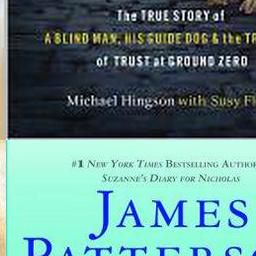 The TRUE STORY of
A BLIND MAN, HIS GUIDE DOG & the
of TRUST at GROUND ZERO
Michael Hingson with Susy
#1 New York Times Bestselling
Suzanne's Diary for Nicholas
JAMES